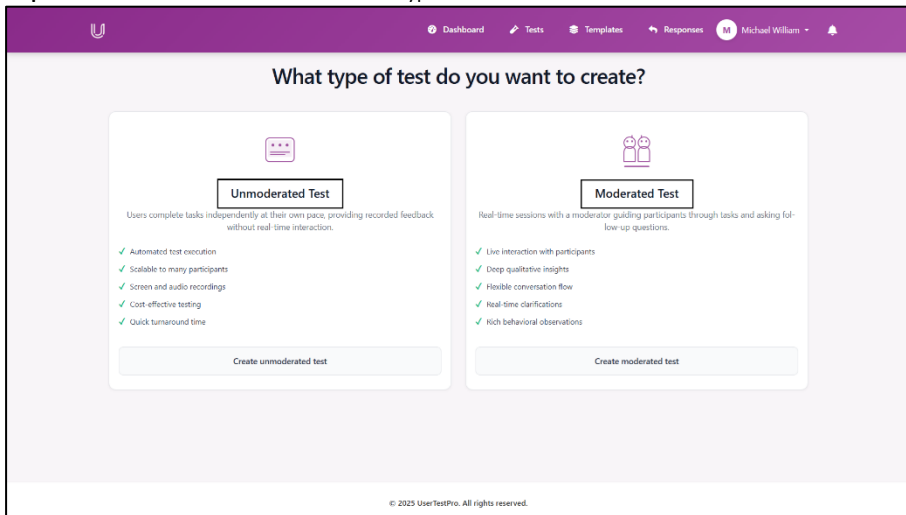 Dashboard Tests Templates Responses M Michael William
What type of test do you want to create?
Unmoderated Test
Users complete tasks independently at their own pace, providing recorded feedback
without real-time interaction.
✓ Automated test execution
✓ Scalable to many participants
✓ Screen and audio recordings
✓ Cost-effective testing
✓ Quick turnaround time
Create unmoderated test
Moderated Test
Real-time sessions with a moderator guiding participants through tasks and asking fol-
low-up questions.
✓ Live interaction with participants
✓ Deep qualitative insights
✓ Flexible conversation flow
✓ Real-time clarifications
✓ Rich behavioral observations
Create moderated test
© 2025 UserTestPro. All rights reserved.